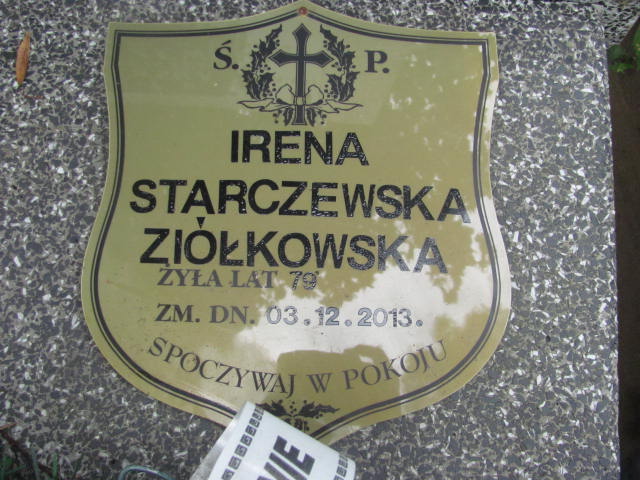 Ś. P.
IRENA
STARCZEWSKA
ZIÓŁKOWSKA
ŻYŁA LAT 79
ZM. DN. 03.12.2013.
SPOCZYWAJ W POKOJU